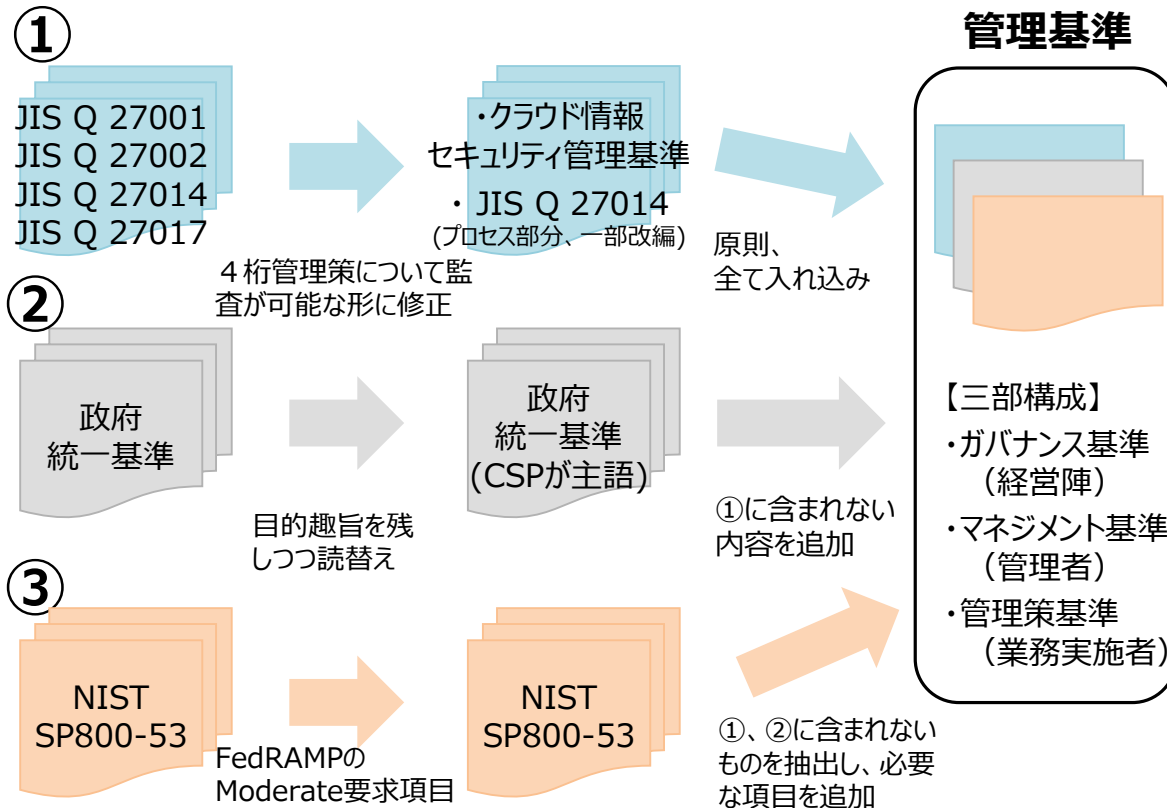 管理基準
①
JIS Q 27001
JIS Q 27002
JIS Q 27014
JIS Q 27017
４桁管理策について監
査が可能な形に修正
・クラウド情報
セキュリティ管理基準
・ JIS Q 27014
(プロセス部分、一部改編)
原則、
全て入れ込み
②
政府
統一基準
目的趣旨を残
しつつ読替え
政府
統一基準
(CSPが主語)
①に含まれない
内容を追加
③
NIST
SP800-53
FedRAMPの
Moderate要求項目
NIST
SP800-53
①、②に含まれない
ものを抽出し、必要
な項目を追加
【三部構成】
・ガバナンス基準
（経営陣）
・マネジメント基準
（管理者）
・管理策基準
（業務実施者）